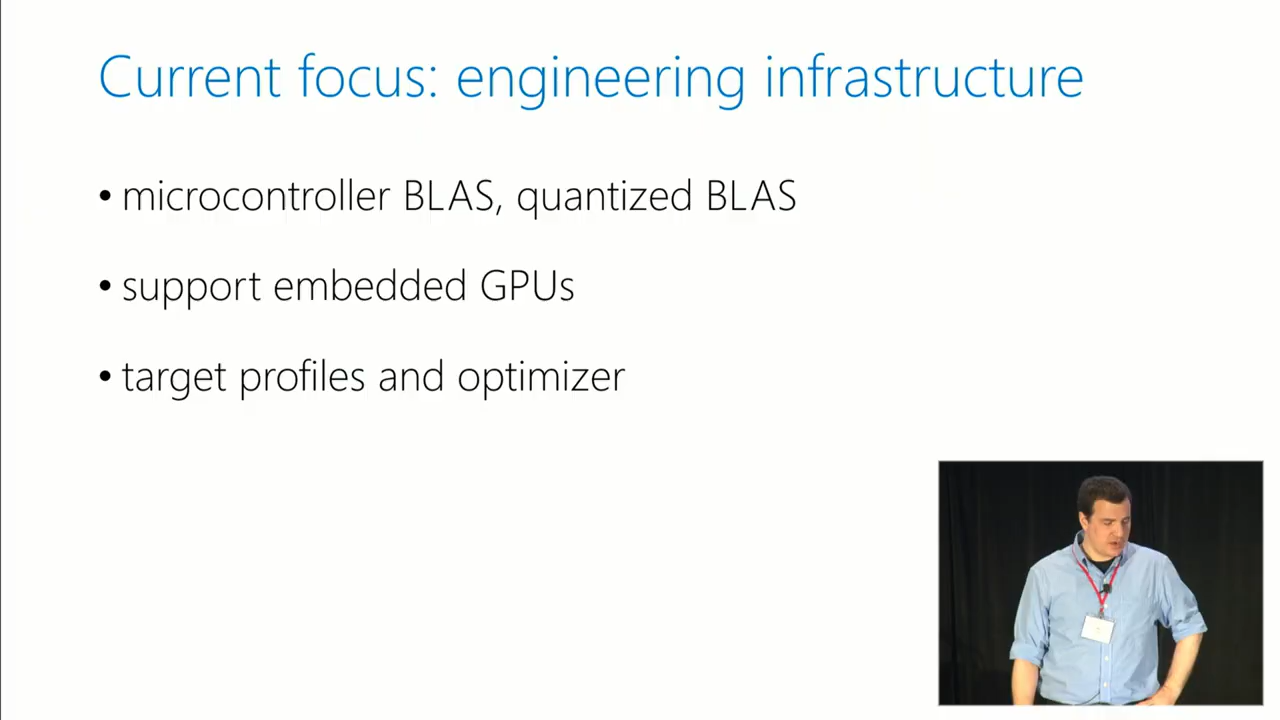 Current focus: engineering infrastructure
• microcontroller BLAS, quantized BLAS
• support embedded GPUs
• target profiles and optimizer